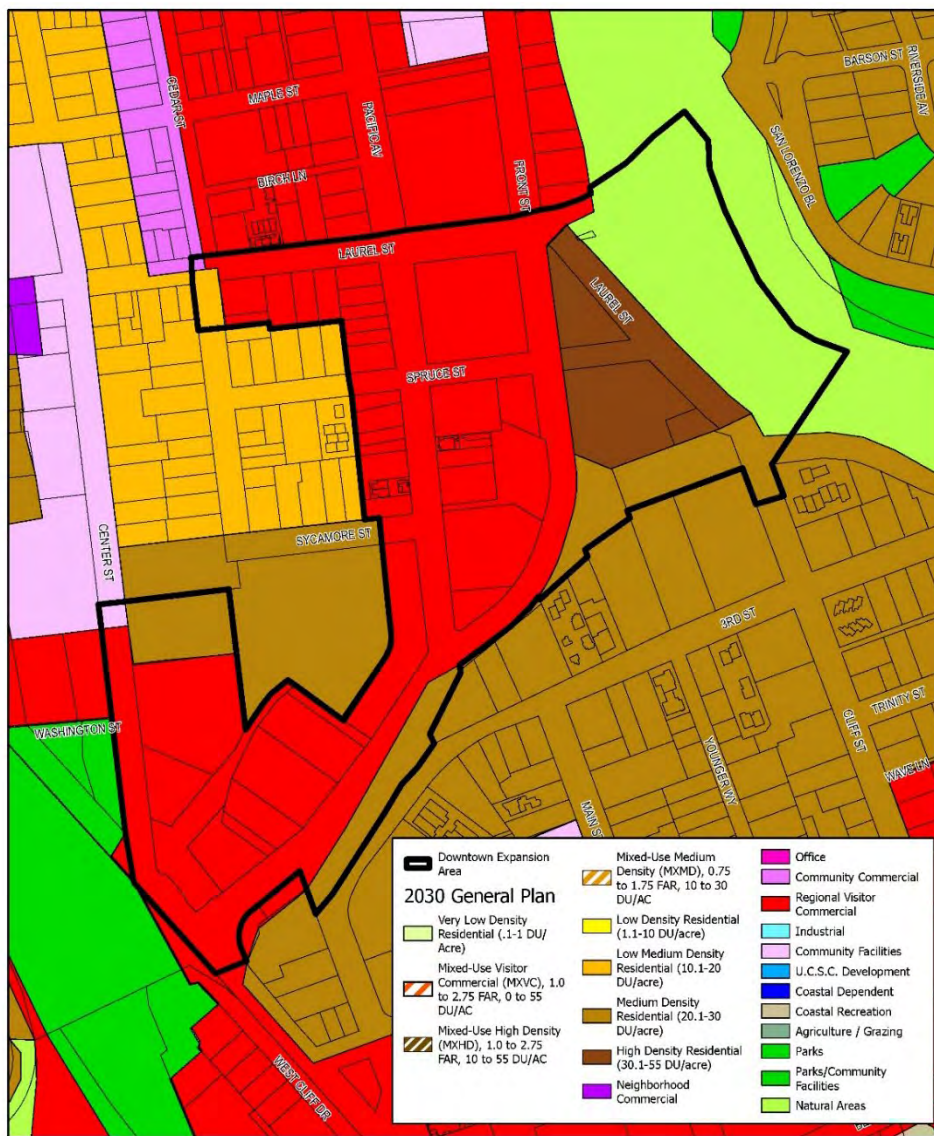 BARSON ST
RIVERSIDE AV
CEDAR ST
MAPLE ST
PACIFIC AV
SAN LORENZO BL
BIRCH LN
FRONT ST
LAUREL ST
LAUREL ST
SPRUCE ST
SYCAMORE ST
CENTER ST
3RD ST
WASHINGTON ST
TRINITY ST
CLIFF ST
YOUNGER WY
WAVE LN
MAIN ST
WEST CLIFF DR
Downtown Expansion
Area
2030 General Plan
Very Low Density
Residential (.1-1 DU/
Acre)
Mixed-Use Visitor
Commercial (MXVC), 1.0
to 2.75 FAR, 0 to 55
DU/AC
Mixed-Use High Density
(MXHD), 1.0 to 2.75
FAR, 10 to 55 DU/AC
Mixed-Use Medium
Density (MXMD), 0.75
to 1.75 FAR, 10 to 30
DU/AC
Low Density Residential
(1.1-10 DU/acre)
Low Medium Density
Residential (10.1-20
DU/acre)
Medium Density
Residential (20.1-30
DU/acre)
High Density Residential
(30.1-55 DU/acre)
Neighborhood
Commercial
Office
Community Commercial
Regional Visitor
Commercial
Industrial
Community Facilities
U.C.S.C. Development
Coastal Dependent
Coastal Recreation
Agriculture / Grazing
Parks
Parks/Community
Facilities
Natural Areas